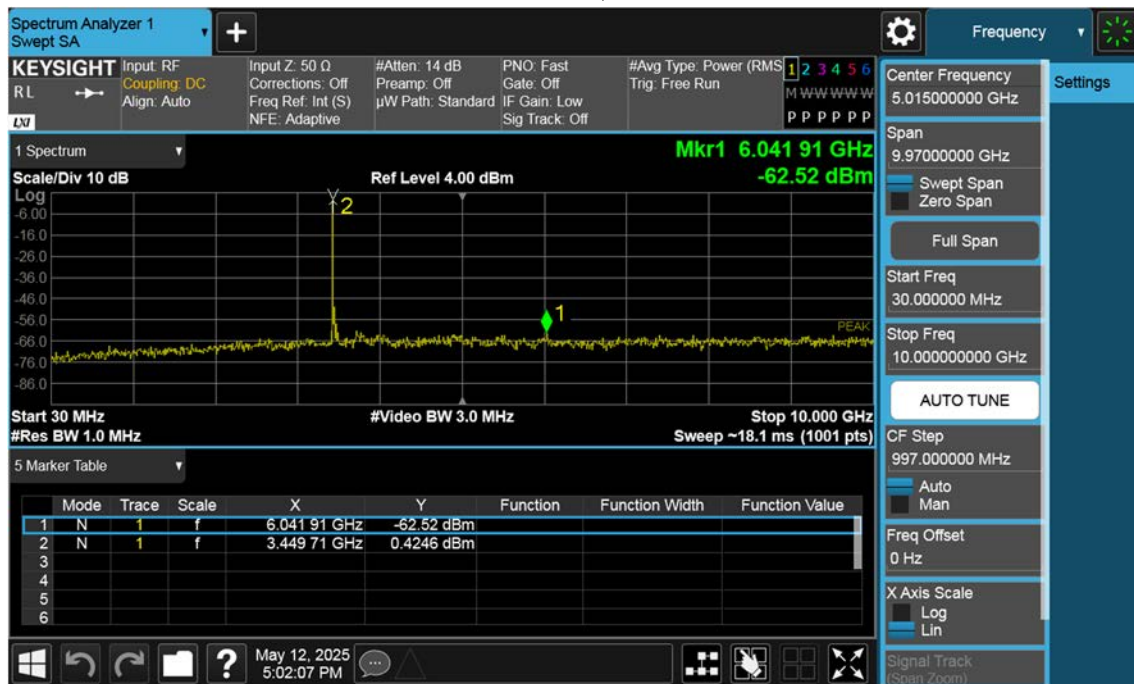 Spectrum Analyzer 1
Swept SA
Frequency
KEYSIGHT
R L
LXI
Input: RF
Coupling: DC
Align: Auto
Input Z: 50 Ω
Corrections: Off
Freq Ref: Int (S)
NFE: Adaptive
#Atten: 14 dB
Preamp: Off
µW Path: Standard
PNO: Fast
Gate: Off
IF Gain: Low
Sig Track: Off
#Avg Type: Power (RMS
Trig: Free Run
1 2 3 4 5 6
M W W W W W
P P P P P P
1 Spectrum
Scale/Div 10 dB
Ref Level 4.00 dBm
Mkr1 6.041 91 GHz
-62.52 dBm
Log
-6.00
-16.0
-26.0
-36.0
-46.0
-56.0
-66.0
-76.0
-86.0
2
1
PEAK
Start 30 MHz
#Video BW 3.0 MHz
Stop 10.000 GHz
#Res BW 1.0 MHz
Sweep ~18.1 ms (1001 pts)
5 Marker Table
Mode Trace Scale X Y Function Function Width Function Value
1 N 1 f 6.041 91 GHz -62.52 dBm
2 N 1 f 3.449 71 GHz 0.4246 dBm
3
4
5
6
?
May 12, 2025
5:02:07 PM
Center Frequency
5.015000000 GHz
Span
9.97000000 GHz
Swept Span
Zero Span
Full Span
Start Freq
30.000000 MHz
Stop Freq
10.000000000 GHz
AUTO TUNE
CF Step
997.000000 MHz
Auto
Man
Freq Offset
0 Hz
X Axis Scale
Log
Lin
Signal Track
(Span Zoom)
Settings